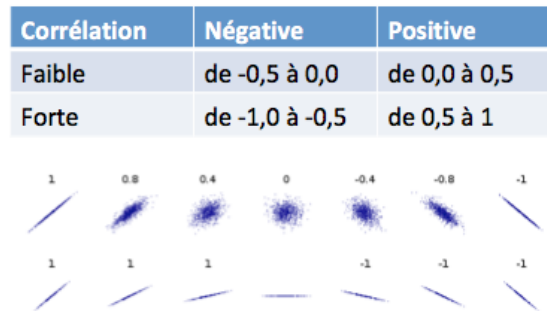 Corrélation Négative Positive
Faible de -0,5 à 0,0 de 0,0 à 0,5
Forte de -1,0 à -0,5 de 0,5 à 1
1 0.8 0.4 0 -0.4 -0.8 -1
1 1 1 -1 -1 -1